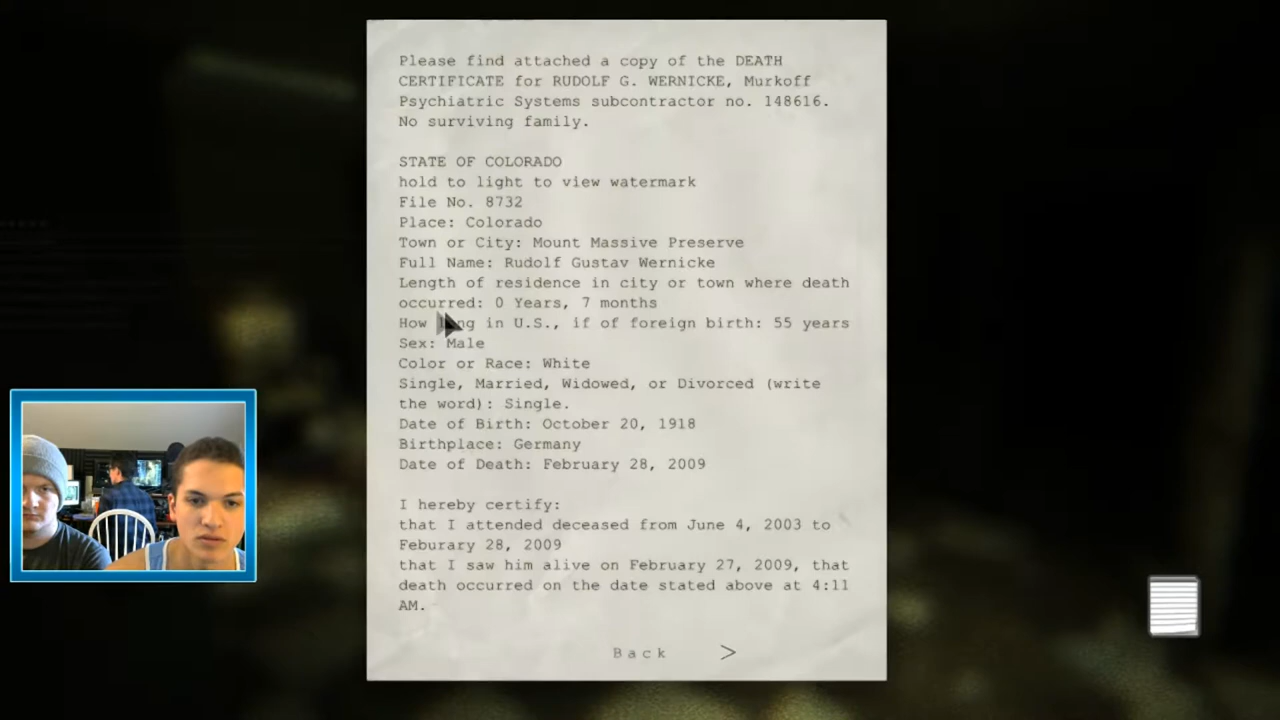 Please find attached a copy of the DEATH
CERTIFICATE for RUDOLF G. WERNICKE, Murkoff
Psychiatric Systems subcontractor no. 148616.
No surviving family.
STATE OF COLORADO
hold to light to view watermark
File No. 8732
Place: Colorado
Town or City: Mount Massive Preserve
Full Name: Rudolf Gustav Wernicke
Length of residence in city or town where death
occurred: 0 Years, 7 months
How long in U.S., if of foreign birth: 55 years
Sex: Male
Color or Race: White
Single, Married, Widowed, or Divorced (write
the word): Single.
Date of Birth: October 20, 1918
Birthplace: Germany
Date of Death: February 28, 2009
I hereby certify:
that I attended deceased from June 4, 2003 to
Feburary 28, 2009
that I saw him alive on February 27, 2009, that
death occurred on the date stated above at 4:11
AM.
Back >